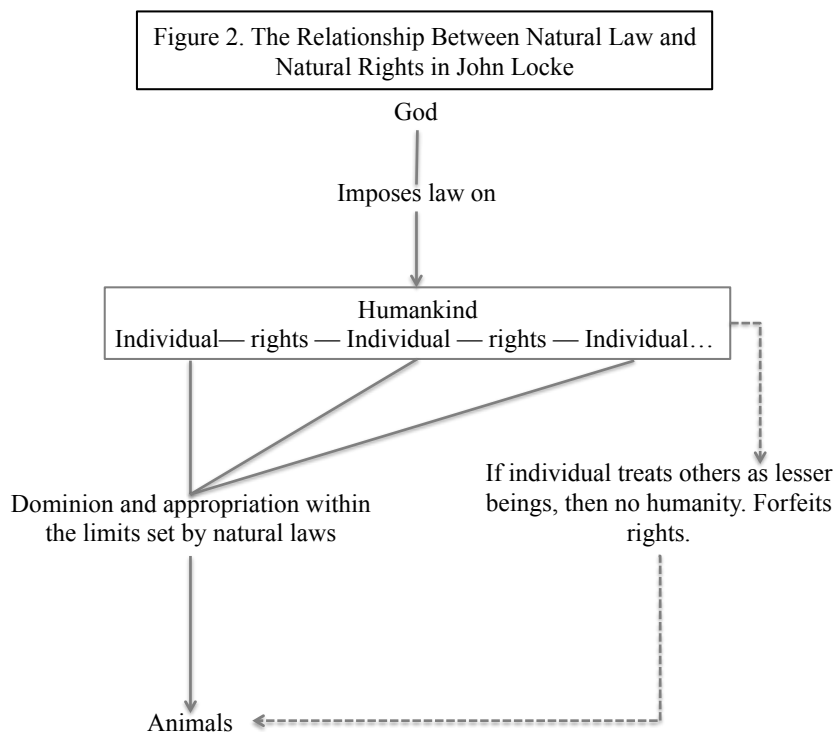 Figure 2. The Relationship Between Natural Law and
Natural Rights in John Locke
God
Imposes law on
Humankind
Individual— rights — Individual — rights — Individual…
Dominion and appropriation within
the limits set by natural laws
If individual treats others as lesser
beings, then no humanity. Forfeits
rights.
Animals